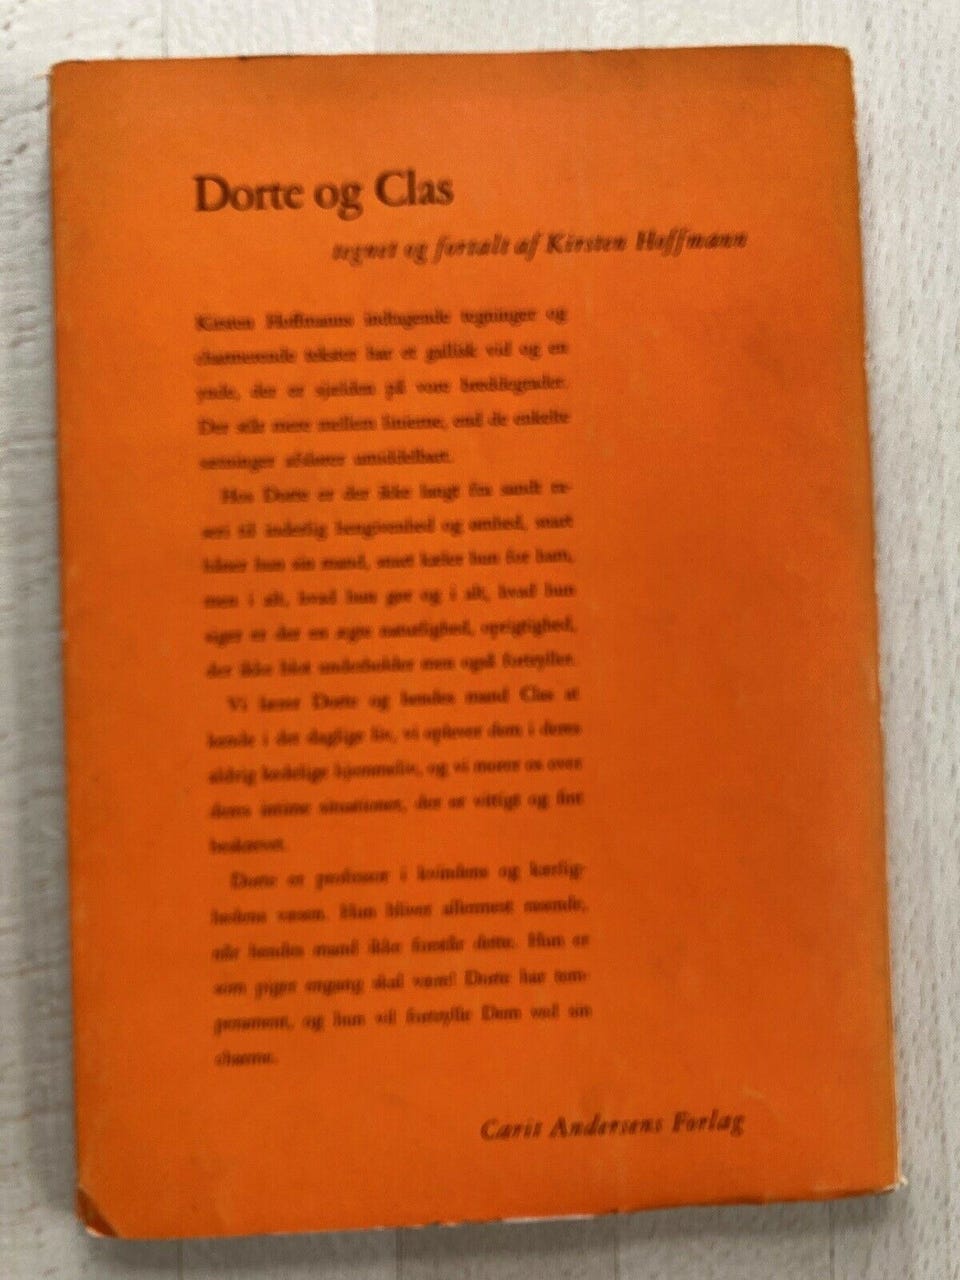 Dorte og Clas
tegnet og fortalt af Kirsten Hoffmann
Kirsten Hoffmanns indtagende tegninger og
charmerende tekster har et gallisk vid og en
ynde, der er sjælden på vore breddegrader.
Der står mere mellem linierne, end de enkelte
sætninger afslører umiddelbart.
Hos Dorte er der ikke langt fra sandt ra-
seri til inderlig hengivenhed og ømhed, snart
håner hun sin mand, snart kæler hun for ham,
men i alt, hvad hun gør og i alt, hvad hun
siger er der en ægte naturlighed, oprigtighed,
der ikke blot underholder men også fortryller.
Vi lærer Dorte og hendes mand Clas at
kende i det daglige liv, vi oplever dem i deres
aldrig kedelige hjemmeliv, og vi morer os over
deres intime situationer, der er vittigt og fint
beskrevet.
Dorte er professor i kvindens og kærlig-
hedens væsen. Hun bliver allermest rasende,
når hendes mand ikke forstår dette. Hun er
som piger engang skal være! Dorte har tem-
perament, og hun vil fortrylle Dem ved sin
charme.
Carit Andersens Forlag